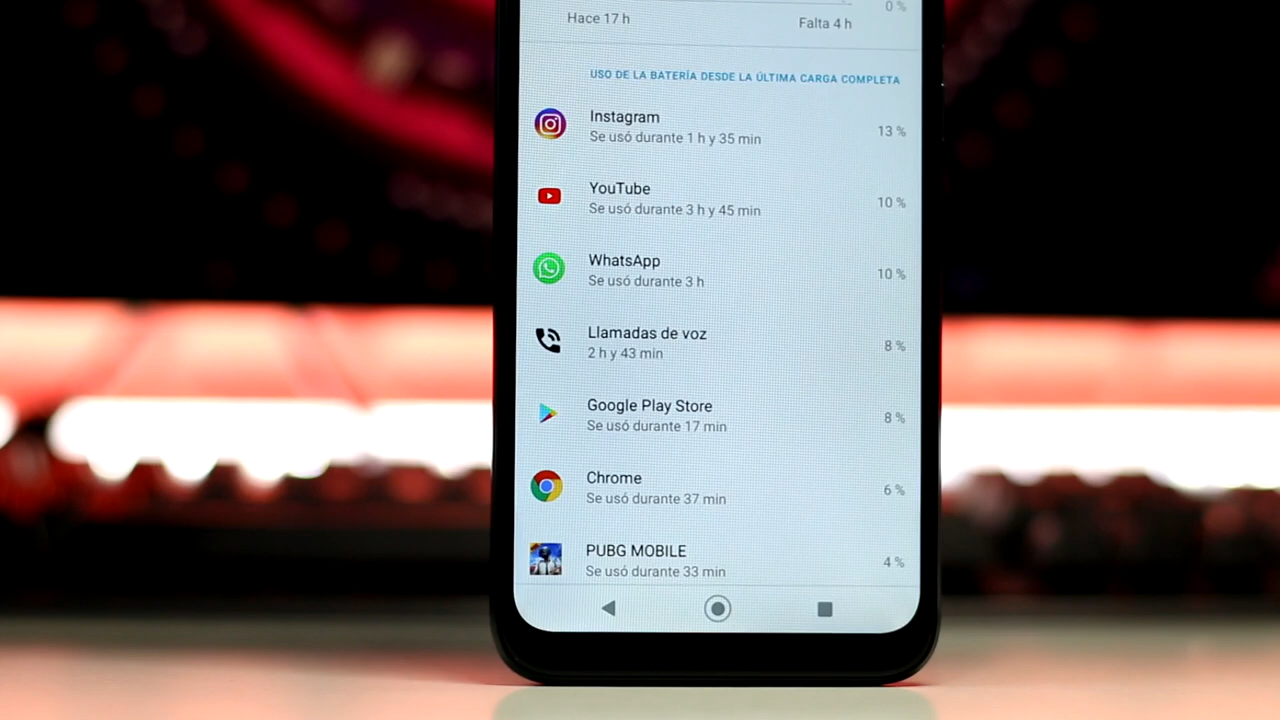 0 %
Hace 17 h
Falta 4 h
USO DE LA BATERÍA DESDE LA ÚLTIMA CARGA COMPLETA
Instagram
Se usó durante 1 h y 35 min
13 %
YouTube
Se usó durante 3 h y 45 min
10 %
WhatsApp
Se usó durante 3 h
10 %
Llamadas de voz
2 h y 43 min
8 %
Google Play Store
Se usó durante 17 min
8 %
Chrome
Se usó durante 37 min
6 %
PUBG MOBILE
Se usó durante 33 min
4 %